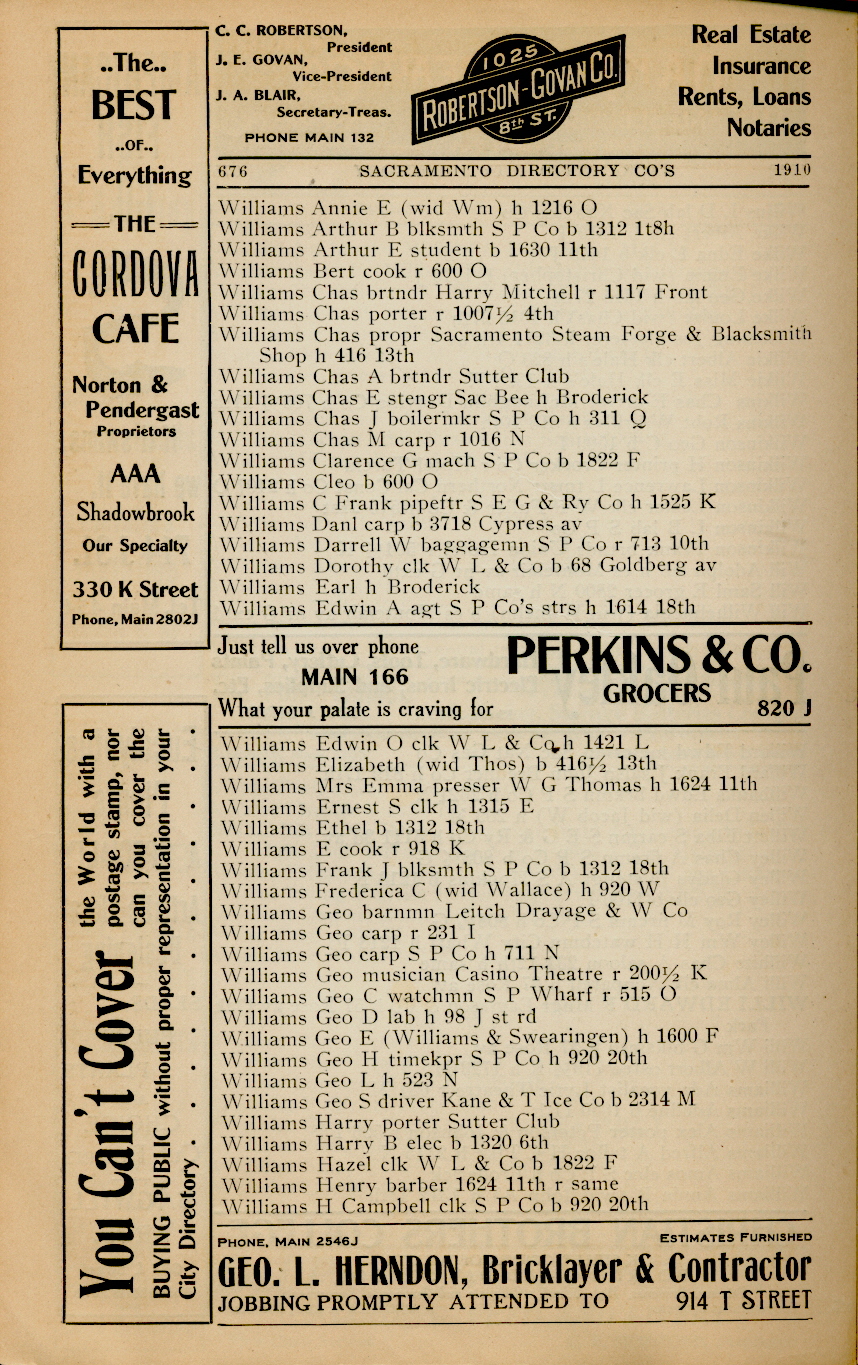 C. C. ROBERTSON,
President
J. E. GOVAN,
Vice-President
J. A. BLAIR,
Secretary-Treas.
PHONE MAIN 132
1025
ROBERTSON-GOVAN CO.
8th ST.
Real Estate
Insurance
Rents, Loans
Notaries
676 SACRAMENTO DIRECTORY CO'S 1910
..The..
BEST
..OF..
Everything
THE
CORDOVA
CAFE
Norton &
Pendergast
Proprietors
AAA
Shadowbrook
Our Specialty
330 K Street
Phone, Main 2802J
Williams Annie E (wid Wm) h 1216 O
Williams Arthur B blksmth S P Co b 1312 1t8h
Williams Arthur E student b 1630 11th
Williams Bert cook r 600 O
Williams Chas brtndr Harry Mitchell r 1117 Front
Williams Chas porter r 1007½ 4th
Williams Chas propr Sacramento Steam Forge & Blacksmith
Shop h 416 13th
Williams Chas A brtndr Sutter Club
Williams Chas E stengr Sac Bee h Broderick
Williams Chas J boilermkr S P Co h 311 Q
Williams Chas M carp r 1016 N
Williams Clarence G mach S P Co b 1822 F
Williams Cleo b 600 O
Williams C Frank pipeftr S E G & Ry Co h 1525 K
Williams Danl carp b 3718 Cypress av
Williams Darrell W baggagemn S P Co r 713 10th
Williams Dorothy clk W L & Co b 68 Goldberg av
Williams Earl h Broderick
Williams Edwin A agt S P Co's strs h 1614 18th
Just tell us over phone
MAIN 166
What your palate is craving for
PERKINS & CO.
GROCERS
820 J
You Can't Cover
the World with a
postage stamp, nor
can you cover the
BUYING PUBLIC without proper representation in your
City Directory . . . . . . . .
Williams Edwin O clk W L & Co h 1421 L
Williams Elizabeth (wid Thos) b 416½ 13th
Williams Mrs Emma presser W G Thomas h 1624 11th
Williams Ernest S clk h 1315 E
Williams Ethel b 1312 18th
Williams E cook r 918 K
Williams Frank J blksmth S P Co b 1312 18th
Williams Frederica C (wid Wallace) h 920 W
Williams Geo barnmn Leitch Drayage & W Co
Williams Geo carp r 231 I
Williams Geo carp S P Co h 711 N
Williams Geo musician Casino Theatre r 200½ K
Williams Geo C watchmn S P Wharf r 515 O
Williams Geo D lab h 98 J st rd
Williams Geo E (Williams & Swearingen) h 1600 F
Williams Geo H timekpr S P Co h 920 20th
Williams Geo L h 523 N
Williams Geo S driver Kane & T Ice Co b 2314 M
Williams Harry porter Sutter Club
Williams Harry B elec b 1320 6th
Williams Hazel clk W L & Co b 1822 F
Williams Henry barber 1624 11th r same
Williams H Campbell clk S P Co b 920 20th
PHONE, MAIN 2546J ESTIMATES FURNISHED
GEO. L. HERNDON, Bricklayer & Contractor
JOBBING PROMPTLY ATTENDED TO 914 T STREET